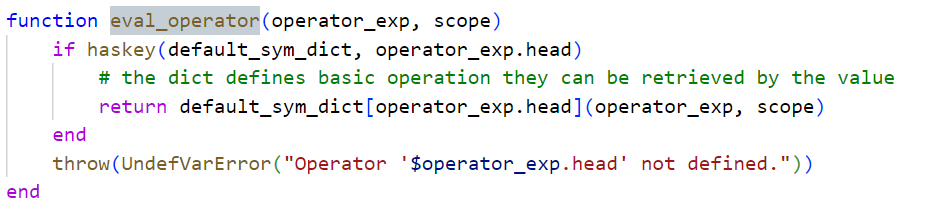 function eval_operator(operator_exp, scope)
    if haskey(default_sym_dict, operator_exp.head)
        # the dict defines basic operation they can be retrieved by the value
        return default_sym_dict[operator_exp.head](operator_exp, scope)
    end
    throw(UndefVarError("Operator '$operator_exp.head' not defined."))
end